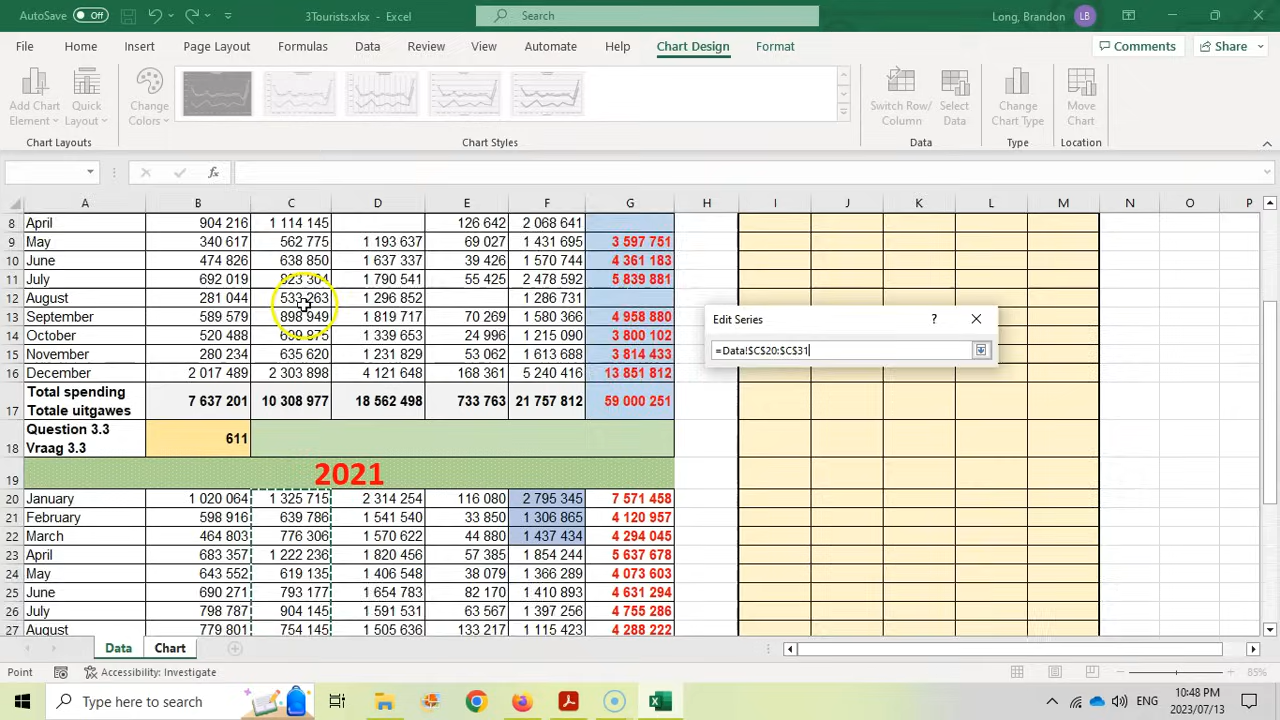 AutoSave Off 3Tourists.xlsx - Excel Search Long, Brandon LB
File Home Insert Page Layout Formulas Data Review View Automate Help Chart Design Format Comments Share
Add Chart Element Quick Layout Change Colors Switch Row/ Column Select Data Change Chart Type Move Chart
Chart Layouts Chart Styles Data Type Location
fx
A B C D E F G H I J K L M N O P
8 April 904 216 1 114 145 126 642 2 068 641
9 May 340 617 562 775 1 193 637 69 027 1 431 695 3 597 751
10 June 474 826 638 850 1 637 337 39 426 1 570 744 4 361 183
11 July 692 019 823 304 1 790 541 55 425 2 478 592 5 839 881
12 August 281 044 533 263 1 296 852 1 286 731
13 September 589 579 898 949 1 819 717 70 269 1 580 366 4 958 880
14 October 520 488 1 339 653 24 996 1 215 090 3 800 102
15 November 280 234 635 620 1 231 829 53 062 1 613 688 3 814 433
16 December 2 017 489 2 303 898 4 121 648 168 361 5 240 416 13 851 812
Total spending
17 Totale uitgawes 7 637 201 10 308 977 18 562 498 733 763 21 757 812 59 000 251
Question 3.3
18 Vraag 3.3 611
19 2021
20 January 1 020 064 1 325 715 2 314 254 116 080 2 795 345 7 571 458
21 February 598 916 639 786 1 541 540 33 850 1 306 865 4 120 957
22 March 464 803 776 306 1 570 622 44 880 1 437 434 4 294 045
23 April 683 357 1 222 236 1 820 456 57 385 1 854 244 5 637 678
24 May 643 552 619 135 1 406 548 38 079 1 366 289 4 073 603
25 June 690 271 793 177 1 654 783 82 170 1 410 893 4 631 294
26 July 798 787 904 145 1 591 531 63 567 1 397 256 4 755 286
27 August 779 801 754 145 1 505 636 133 217 1 115 423 4 288 222
Edit Series ?
=Data!$C$20:$C$31
Data Chart
Point Accessibility: Investigate 85%
Type here to search ENG 10:48 PM
2023/07/13